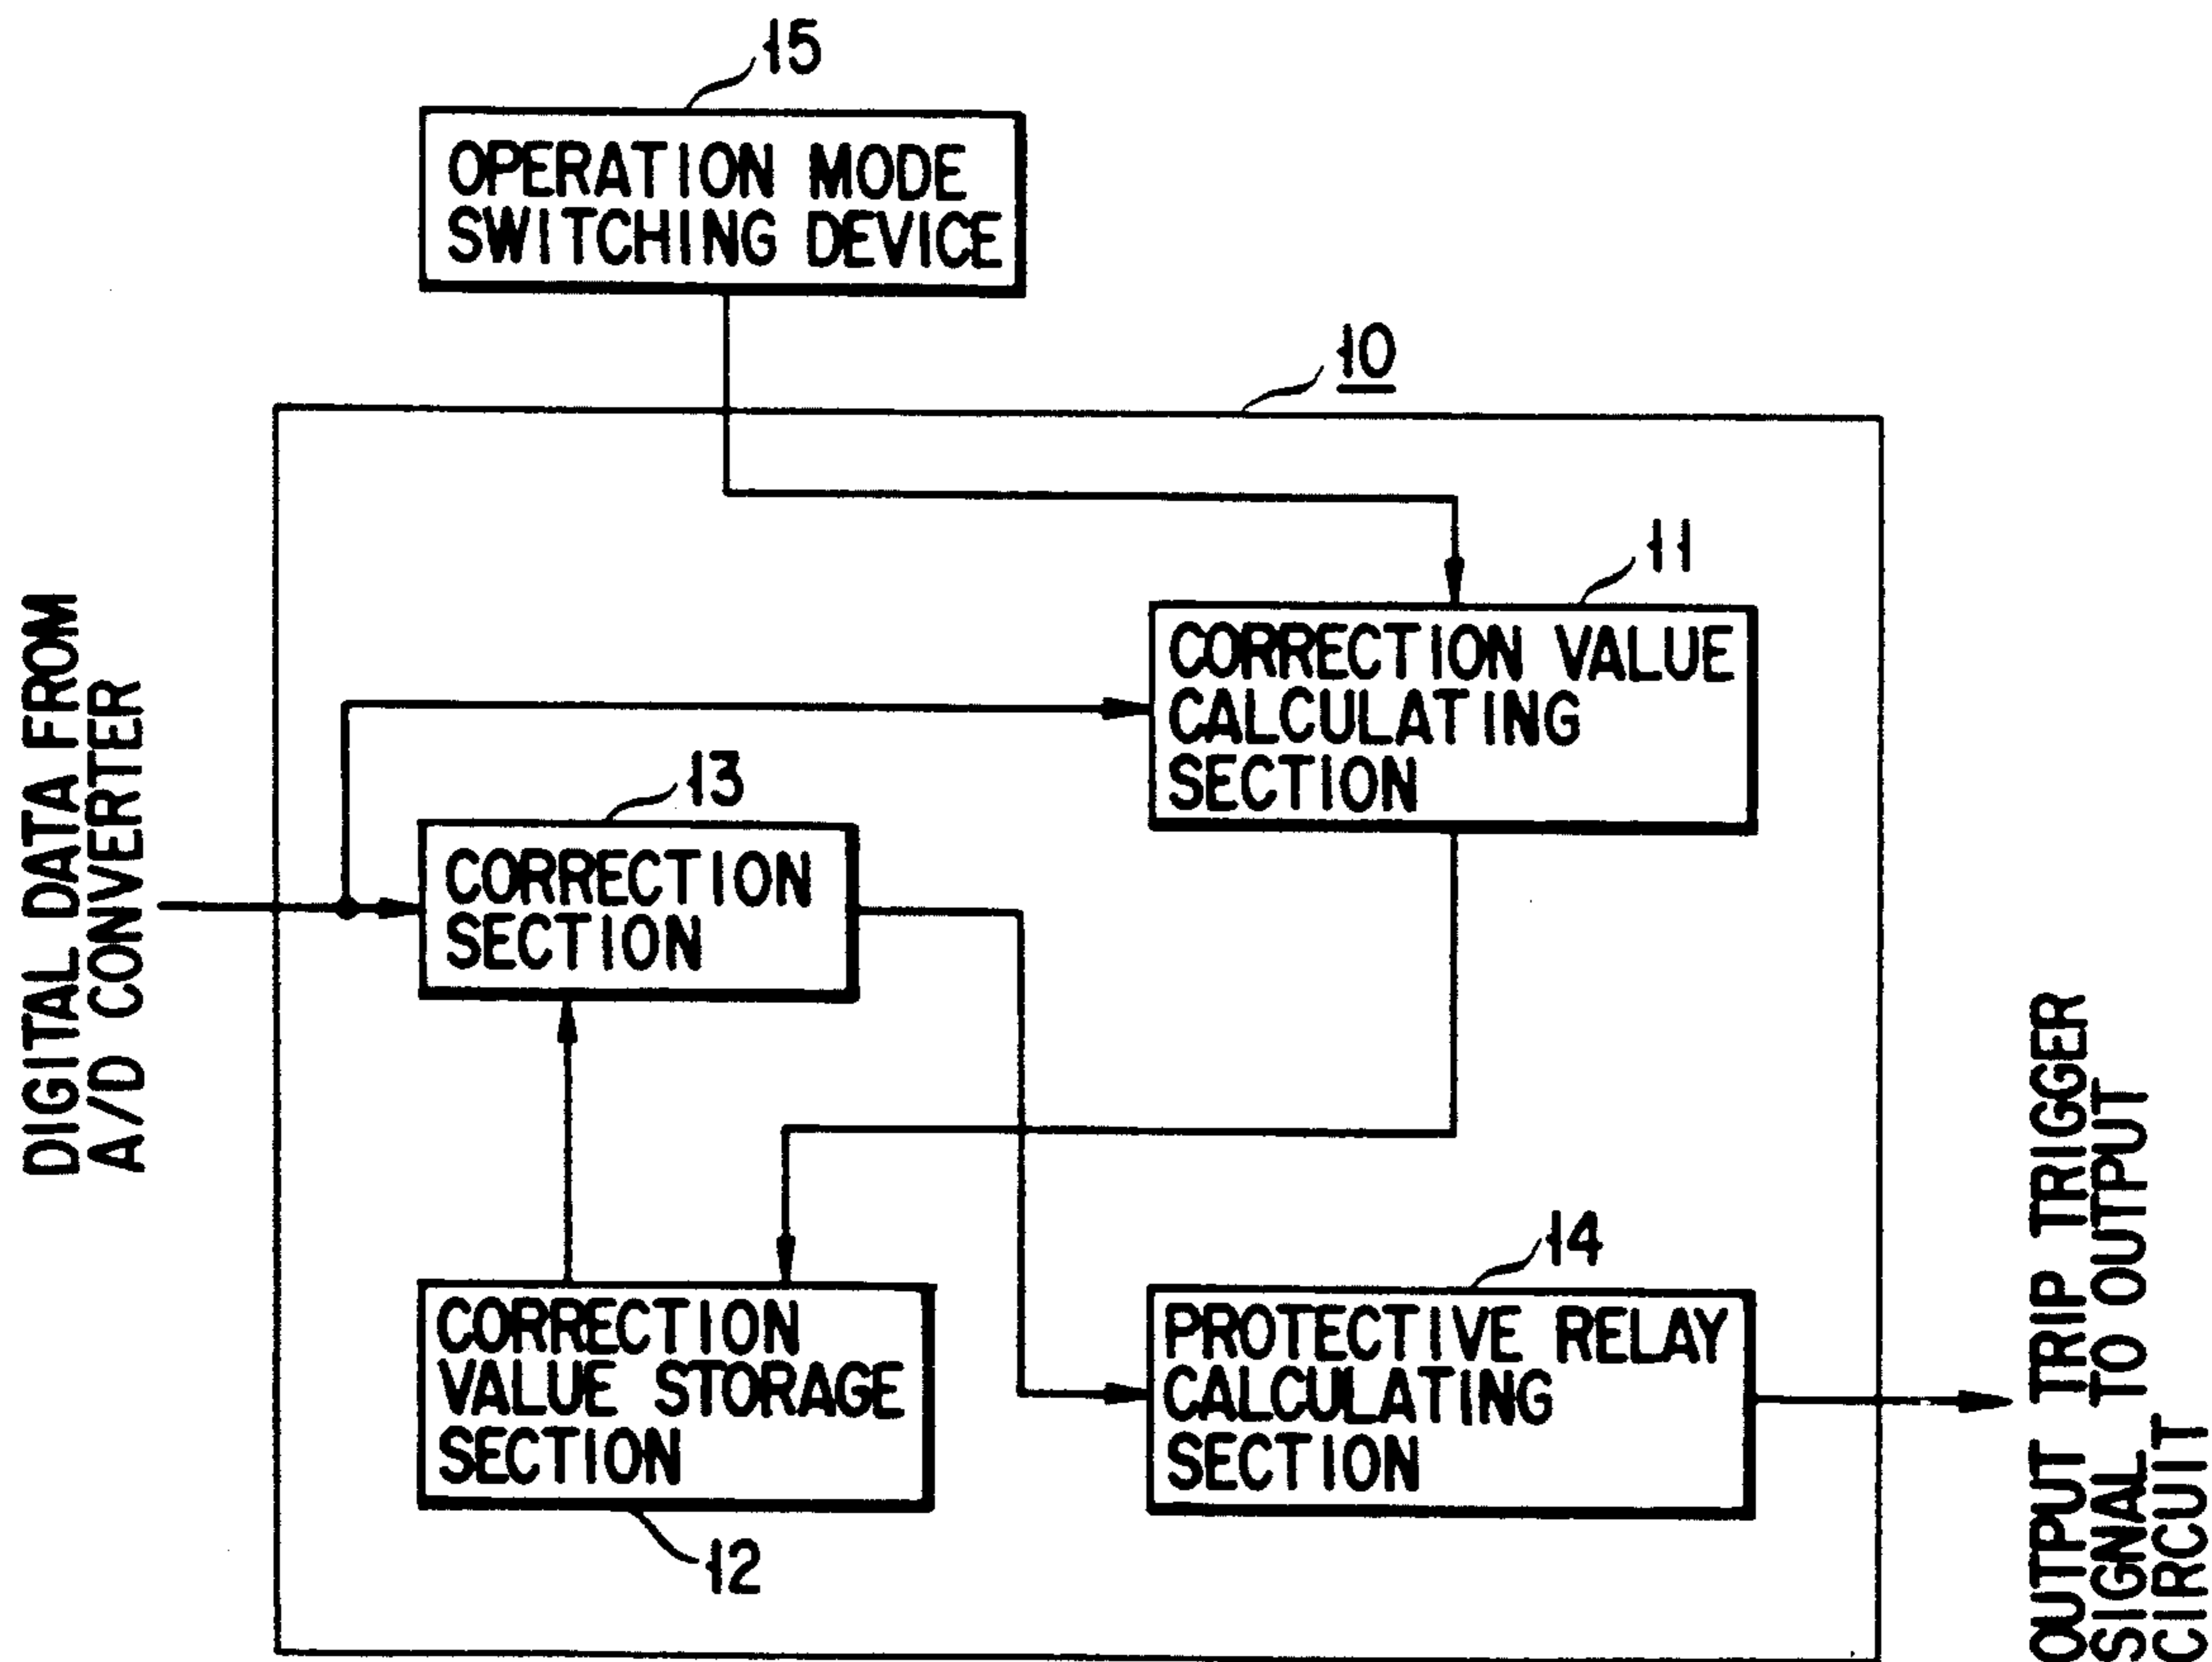 15
OPERATION MODE
SWITCHING DEVICE
10
11
CORRECTION VALUE
CALCULATING
SECTION
DIGITAL DATA FROM
A/D CONVERTER
13
CORRECTION
SECTION
14
CORRECTION
VALUE STORAGE
SECTION
12
PROTECTIVE RELAY
CALCULATING
SECTION
OUTPUT TRIP TRIGGER
SIGNAL TO OUTPUT
CIRCUIT